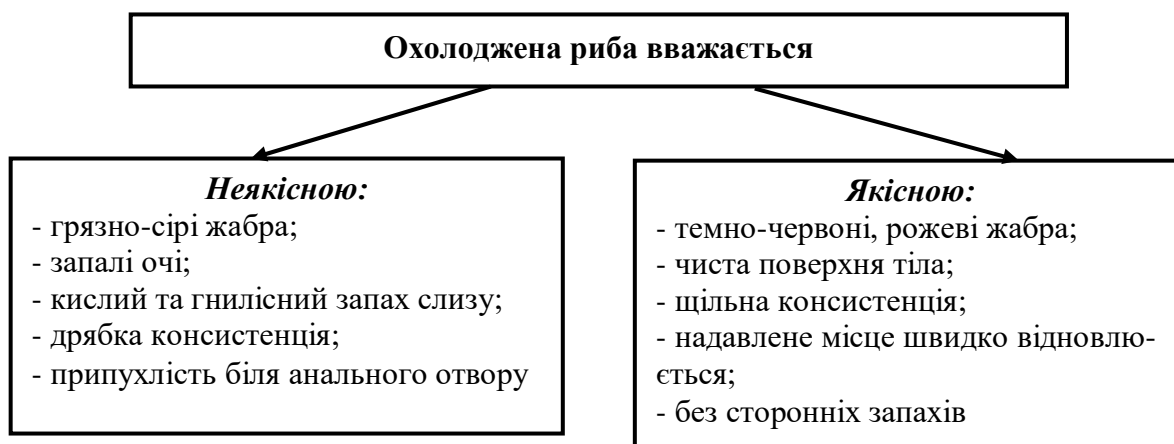 Охолоджена риба вважається
Неякісною:
- грязно-сірі жабра;
- запалі очі;
- кислий та гнилісний запах слизу;
- дрябка консистенція;
- припухлість біля анального отвору
Якісною:
- темно-червоні, рожеві жабра;
- чиста поверхня тіла;
- щільна консистенція;
- надавлене місце швидко відновлю-
ється;
- без сторонніх запахів